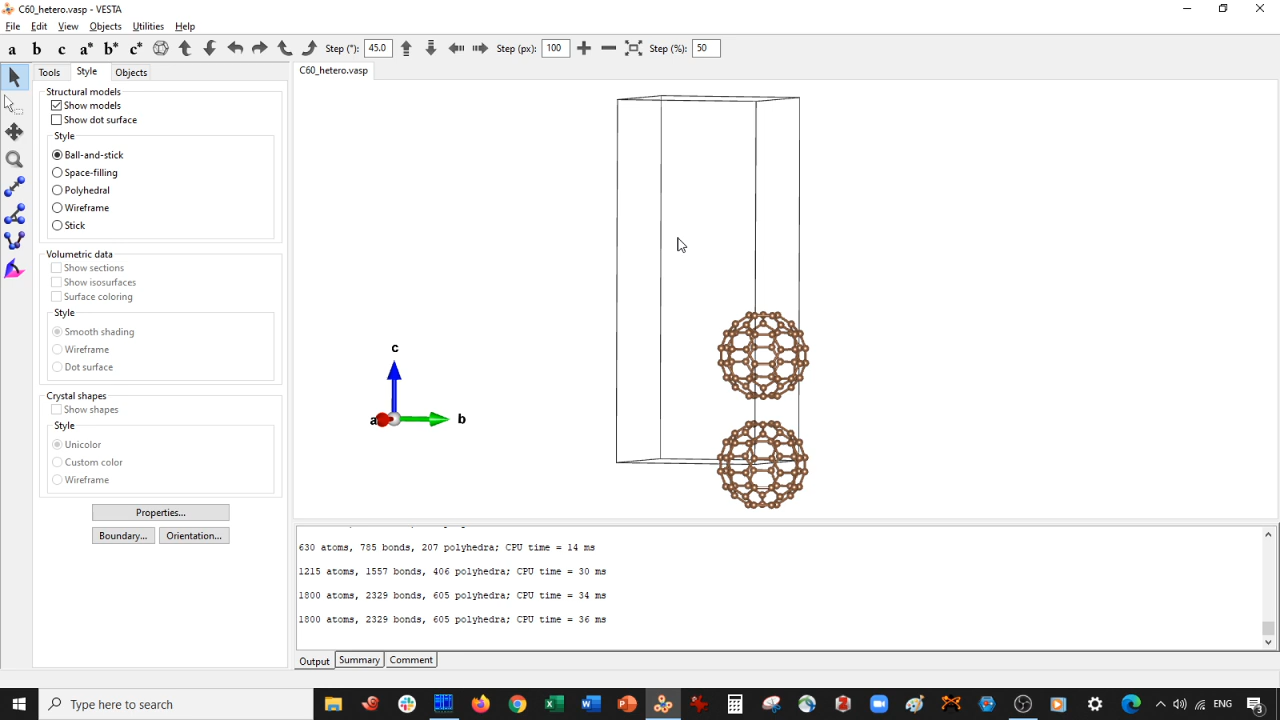 C60_hetero.vasp - VESTA
File Edit View Objects Utilities Help
a b c a* b* c* Step (°): 45.0 Step (px): 100 Step (%): 50
Tools Style Objects
C60_hetero.vasp
Structural models
Show models
Show dot surface
Style
Ball-and-stick
Space-filling
Polyhedral
Wireframe
Stick
Volumetric data
Show sections
Show isosurfaces
Surface coloring
Style
Smooth shading
Wireframe
Dot surface
Crystal shapes
Show shapes
Style
Unicolor
Custom color
Wireframe
Properties...
Boundary... Orientation...
c
a b
630 atoms, 785 bonds, 207 polyhedra; CPU time = 14 ms
1215 atoms, 1557 bonds, 406 polyhedra; CPU time = 30 ms
1800 atoms, 2329 bonds, 605 polyhedra; CPU time = 34 ms
1800 atoms, 2329 bonds, 605 polyhedra; CPU time = 36 ms
Output Summary Comment
Type here to search
ENG
3